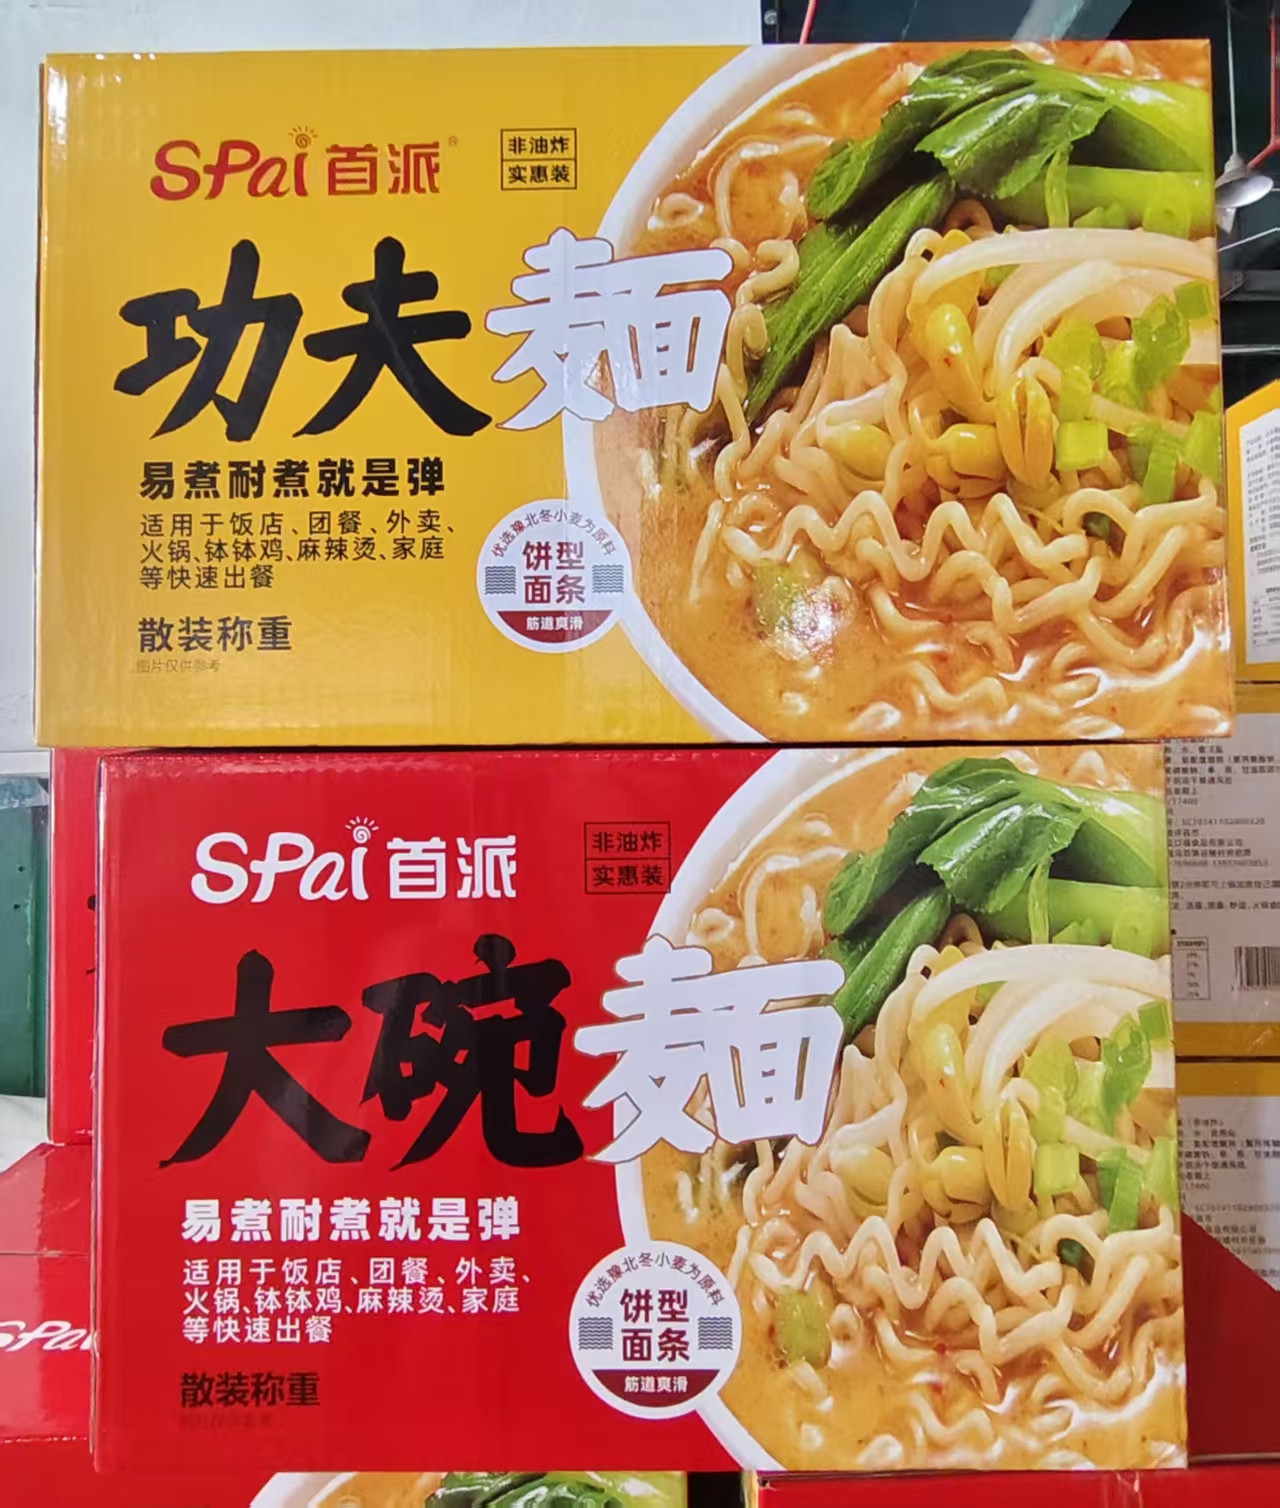 SPai首派®
非油炸
实惠装
功夫麺
易煮耐煮就是弹
适用于饭店、团餐、外卖、
火锅、钵钵鸡、麻辣烫、家庭
等快速出餐
散装称重
图片仅供参考
优选豫北冬小麦为原料
饼型
面条
筋道爽滑
SPai首派
非油炸
实惠装
大碗麺
易煮耐煮就是弹
适用于饭店、团餐、外卖、
火锅、钵钵鸡、麻辣烫、家庭
等快速出餐
散装称重
优选豫北冬小麦为原料
饼型
面条
筋道爽滑
SPai